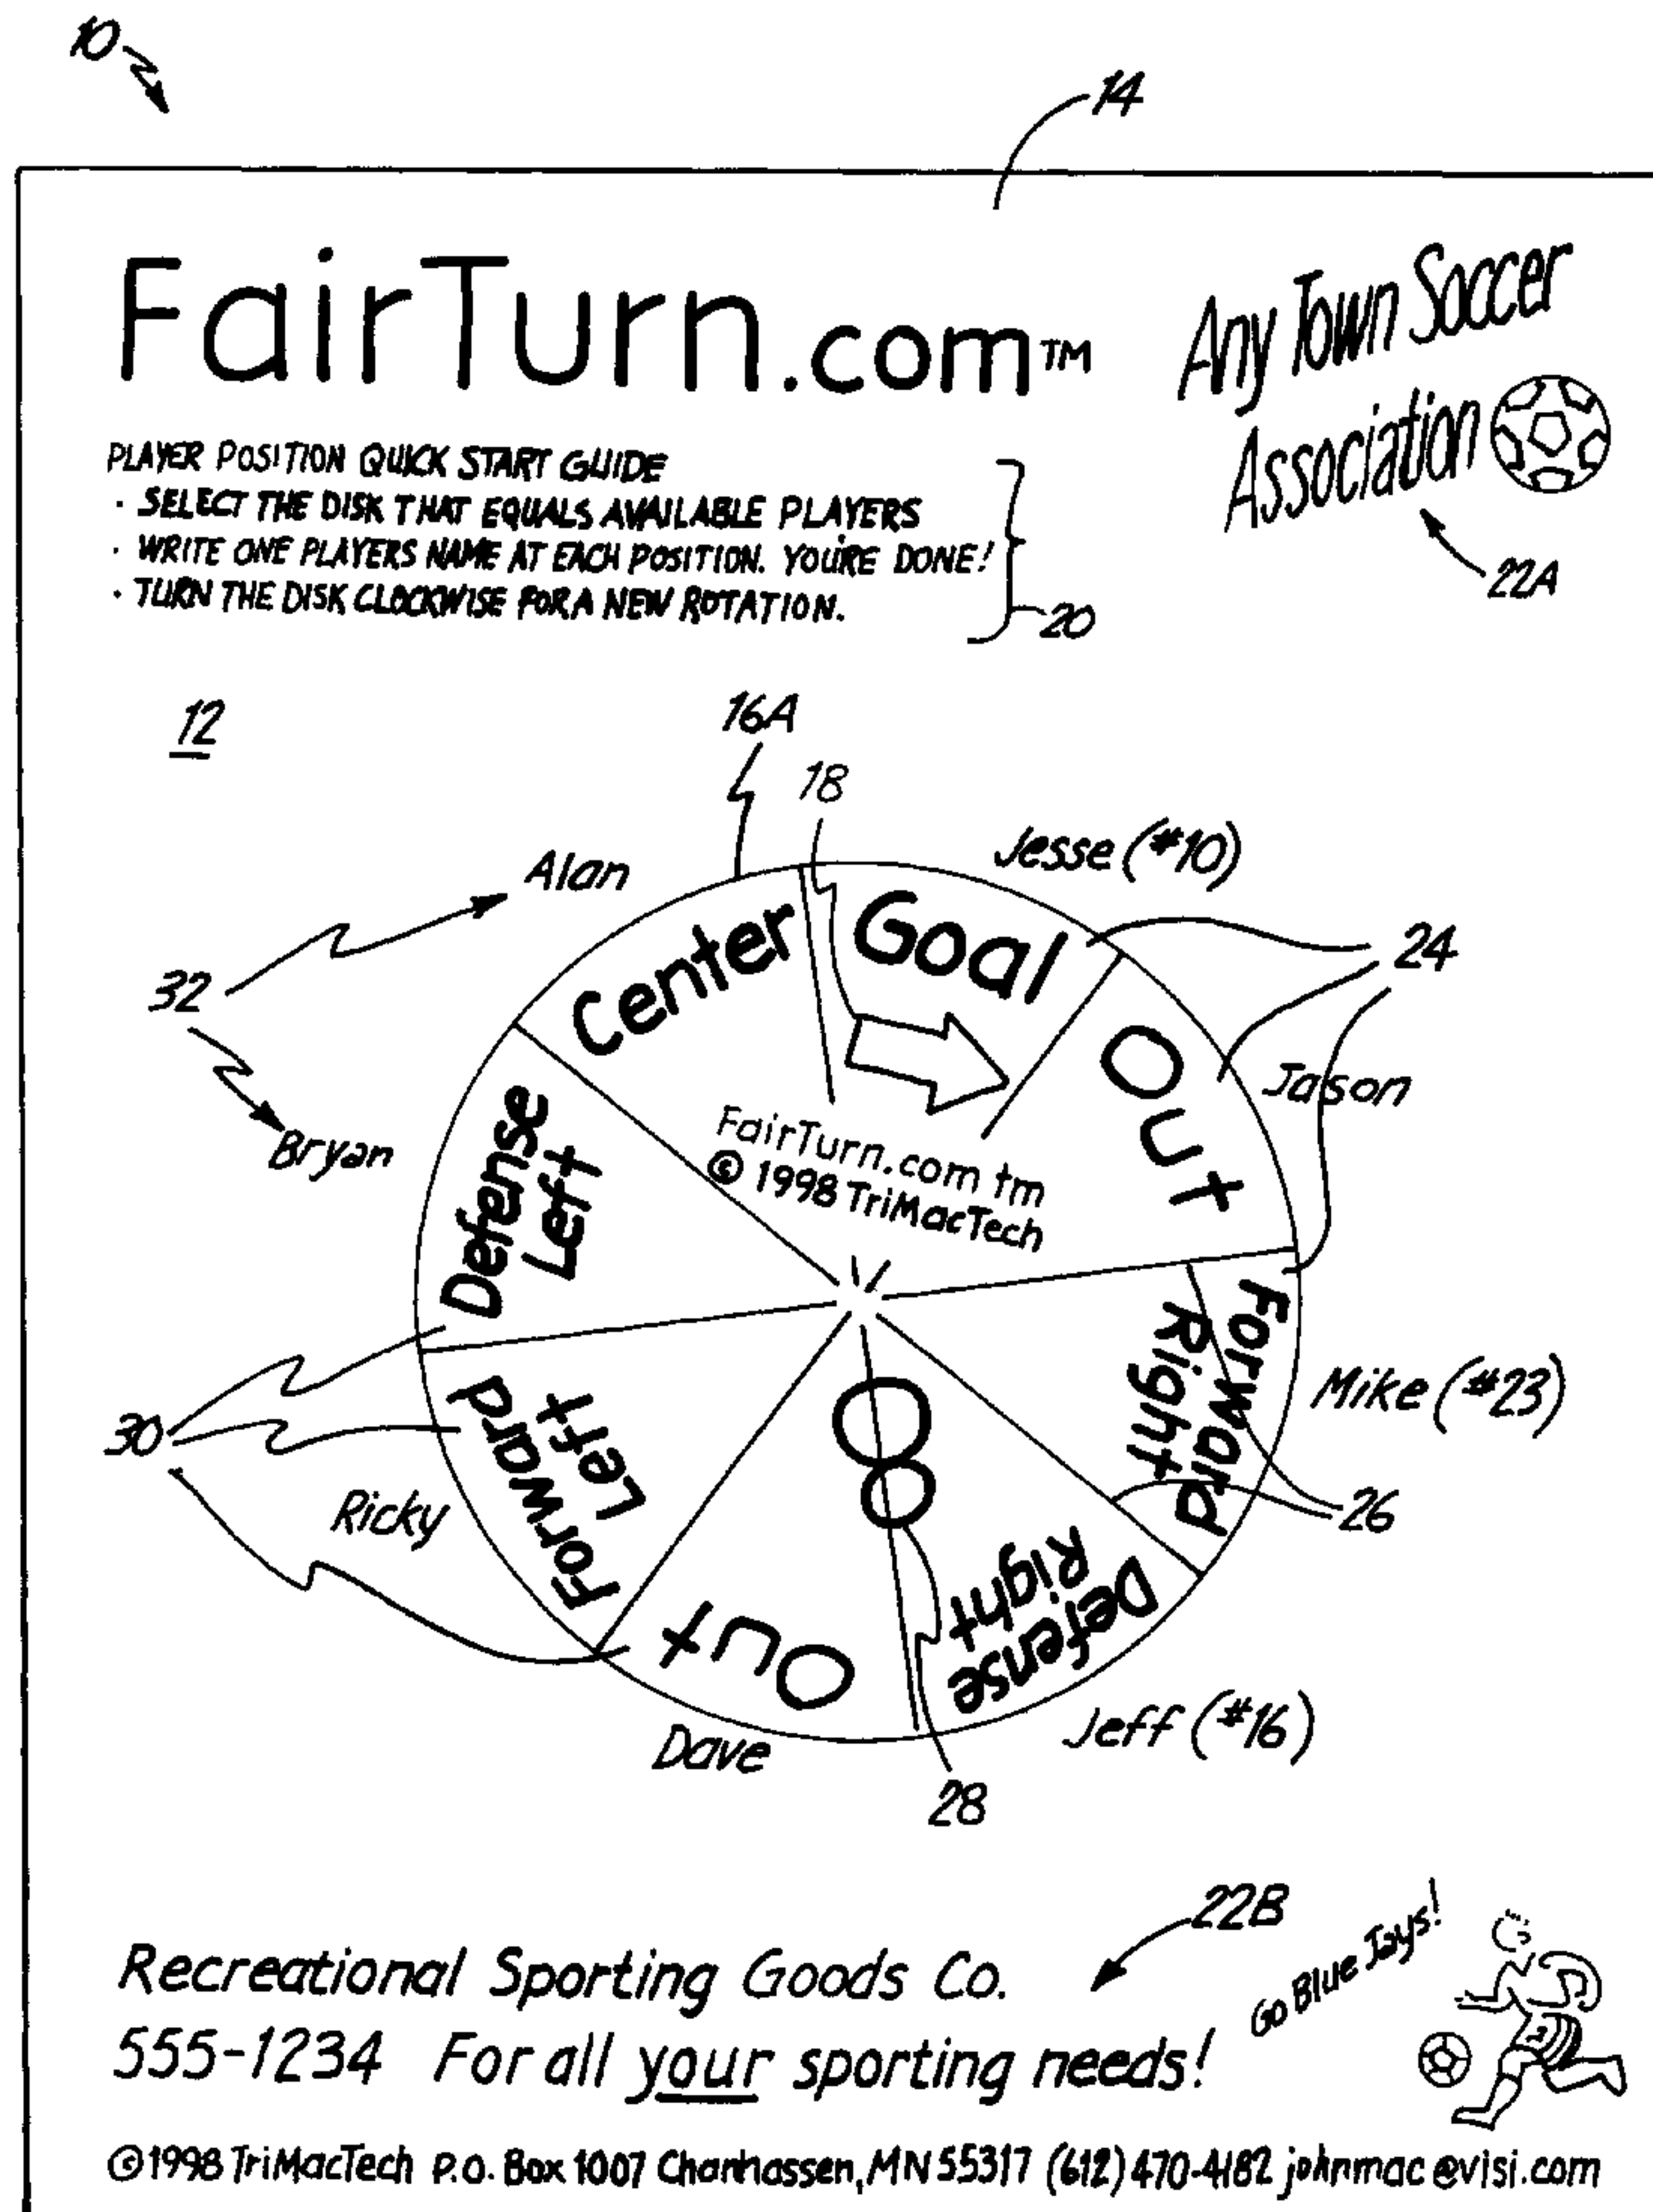 10
14
FairTurn.com™
Any Town Soccer
Association
22A
PLAYER POSITION QUICK START GUIDE
· SELECT THE DISK THAT EQUALS AVAILABLE PLAYERS
· WRITE ONE PLAYERS NAME AT EACH POSITION. YOU'RE DONE!
· TURN THE DISK CLOCKWISE FOR A NEW ROTATION.
20
12
16A
18
Alan
Jesse (#10)
24
32
Center
Goal
Out
Jason
Bryan
FairTurn.com tm
© 1998 TriMacTech
Defense
Left
Forward
Right
Mike (#23)
30
Forward
Left
8
26
Ricky
Defense
Right
Out
Jeff (#16)
Dave
28
22B
Go Blue Jays!
Recreational Sporting Goods Co.
555-1234 For all your sporting needs!
©1998 TriMacTech P.O. Box 1007 Chanhassen, MN 55317 (612) 470-4182 johnmac@visi.com